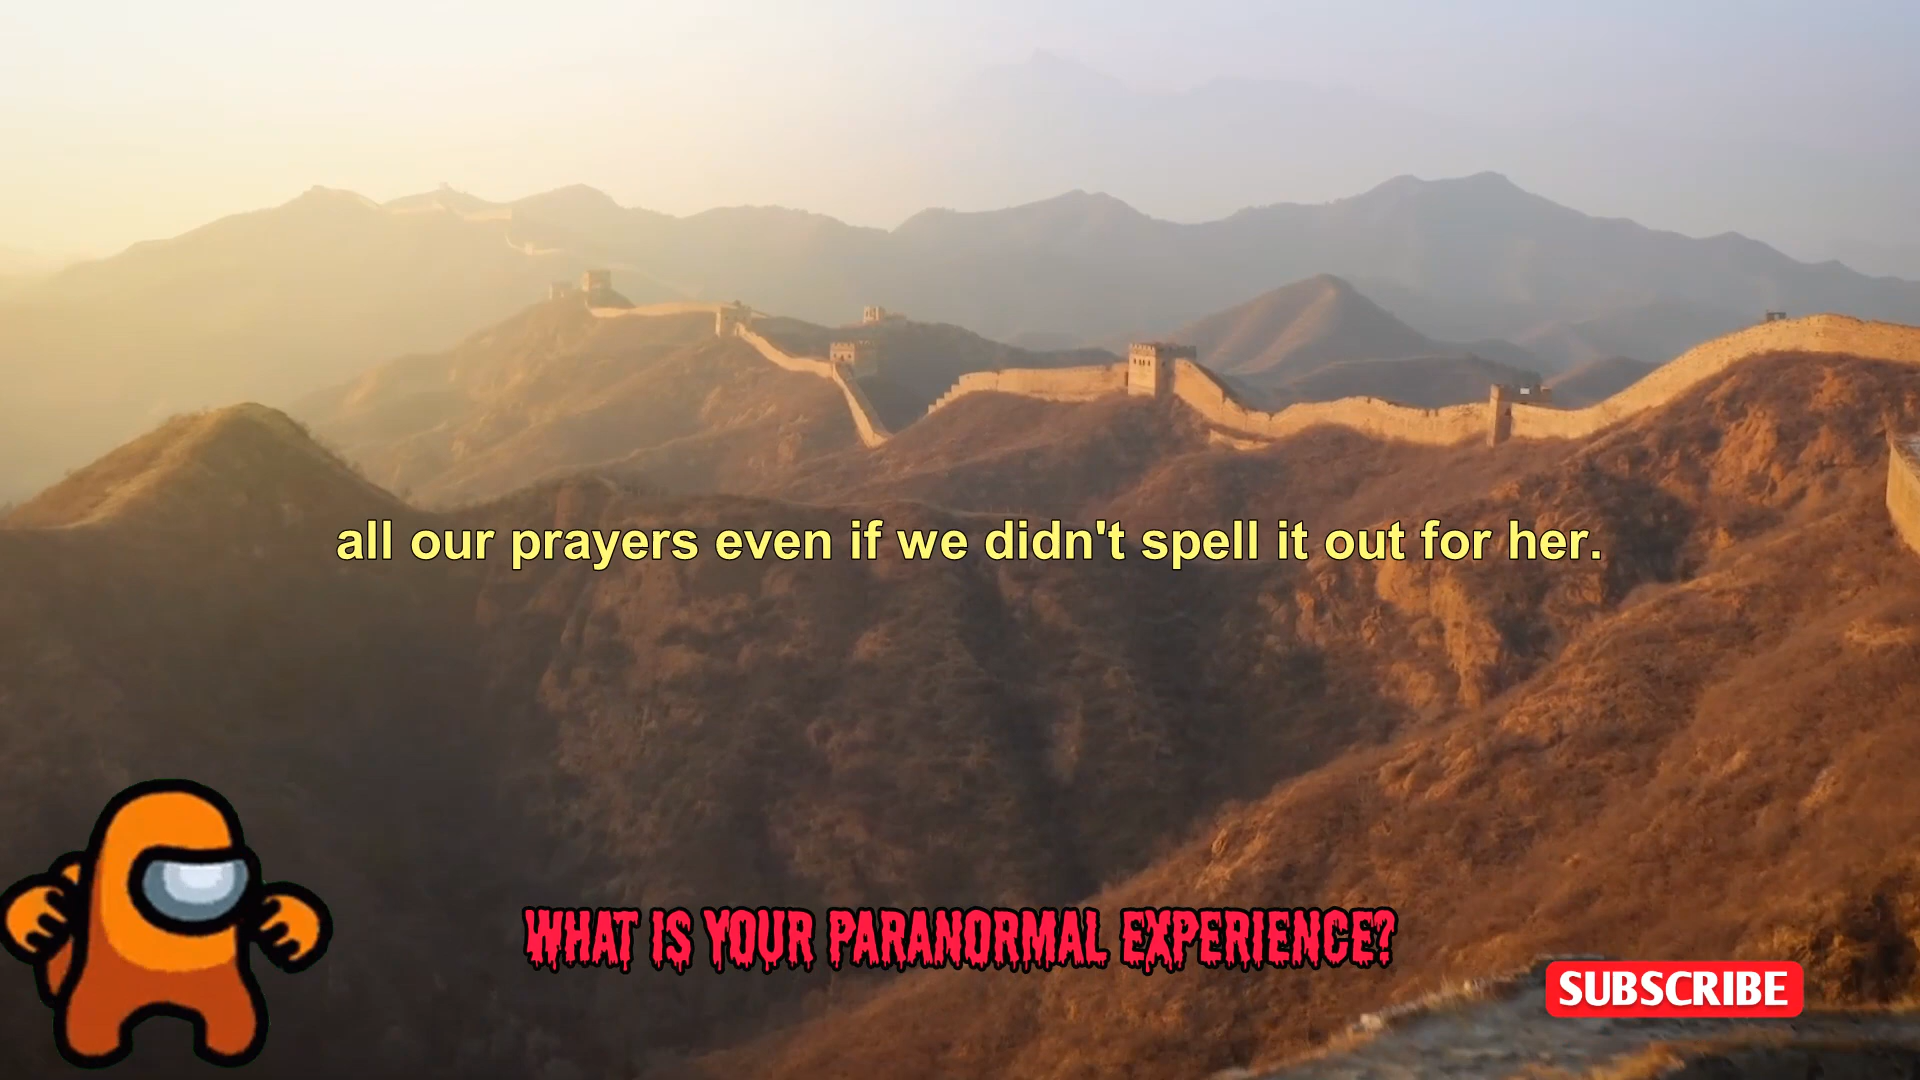 all our prayers even if we didn't spell it out for her.
WHAT IS YOUR PARANORMAL EXPERIENCE?
SUBSCRIBE